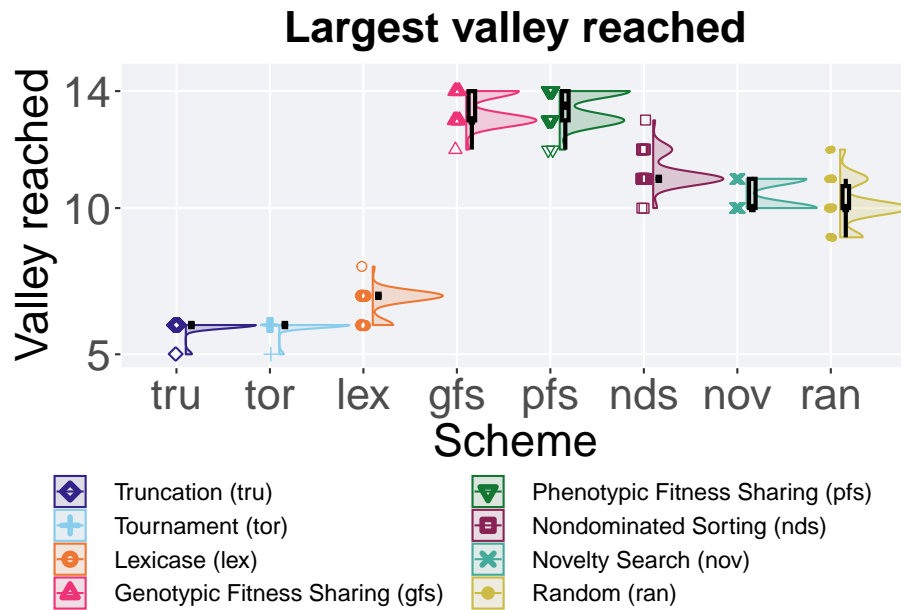 Largest valley reached
Valley reached
14
10
5
tru tor lex gfs pfs nds nov ran
Scheme
Truncation (tru)
Tournament (tor)
Lexicase (lex)
Genotypic Fitness Sharing (gfs)
Phenotypic Fitness Sharing (pfs)
Nondominated Sorting (nds)
Novelty Search (nov)
Random (ran)